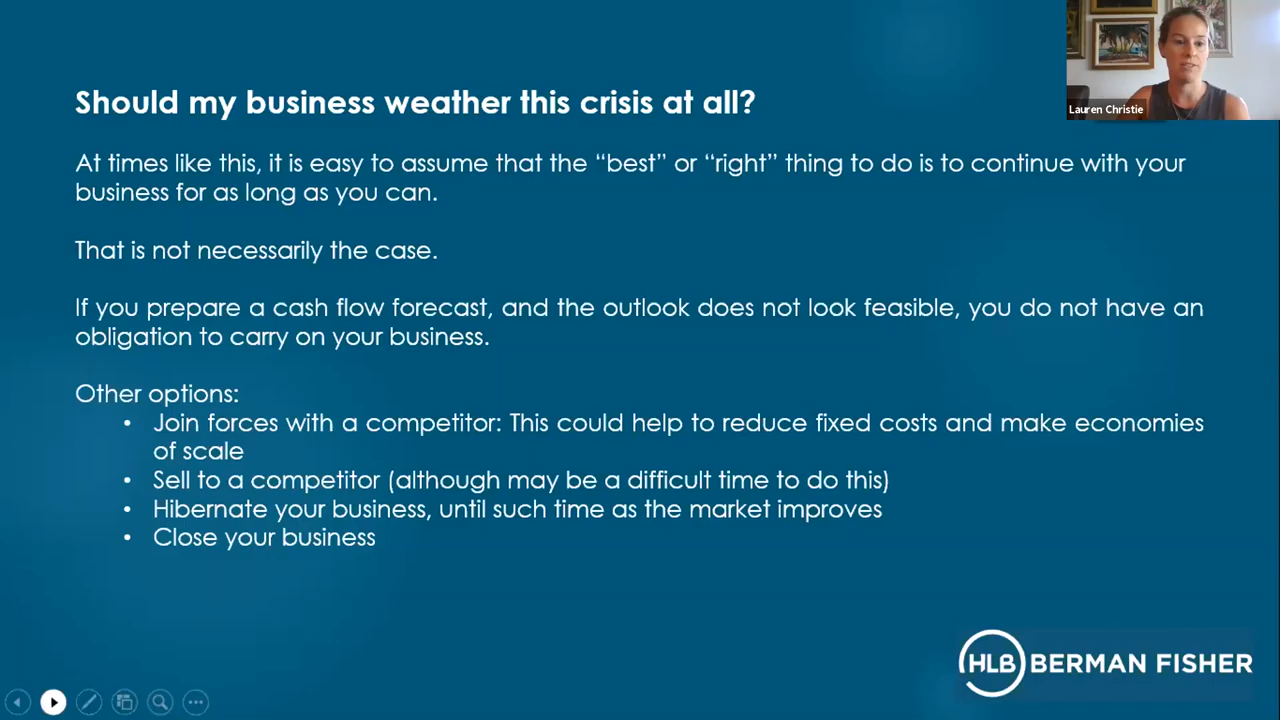 Should my business weather this crisis at all?
Lauren Christie
At times like this, it is easy to assume that the “best” or “right” thing to do is to continue with your
business for as long as you can.
That is not necessarily the case.
If you prepare a cash flow forecast, and the outlook does not look feasible, you do not have an
obligation to carry on your business.
Other options:
• Join forces with a competitor: This could help to reduce fixed costs and make economies
of scale
• Sell to a competitor (although may be a difficult time to do this)
• Hibernate your business, until such time as the market improves
• Close your business
HLB BERMAN FISHER